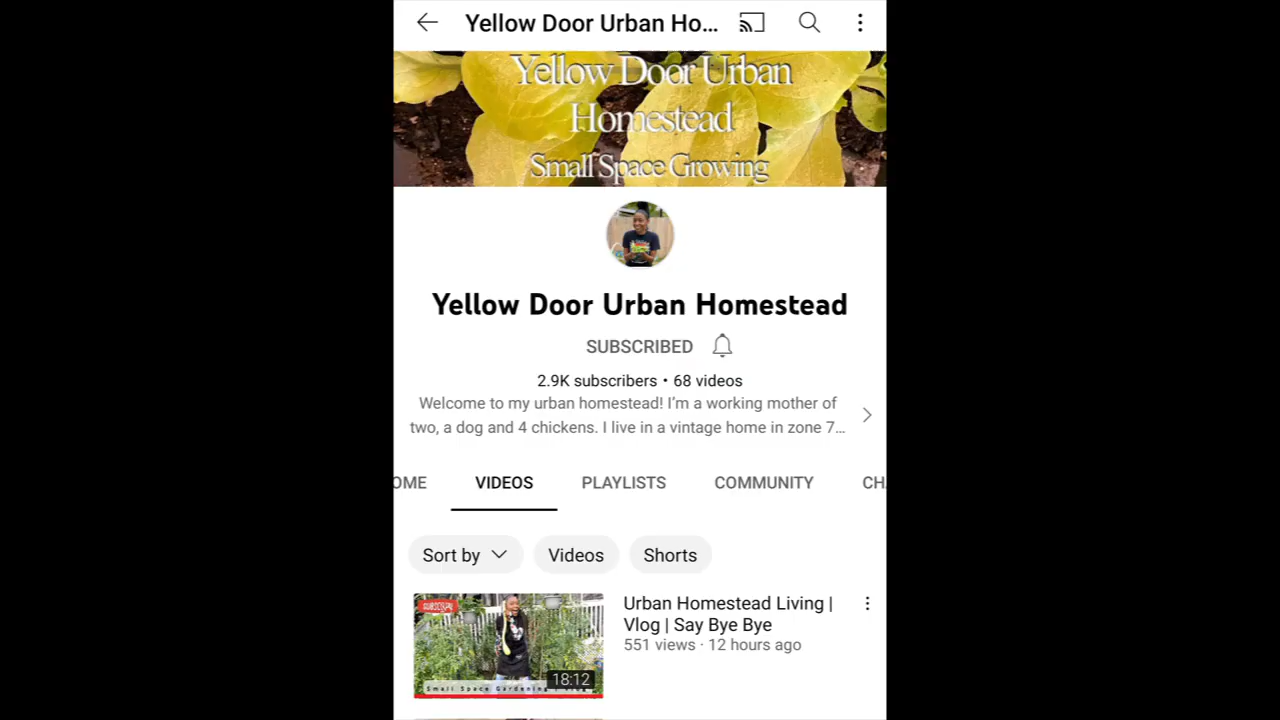 Yellow Door Urban Ho...
Yellow Door Urban
Homestead
Small Space Growing
Yellow Door Urban Homestead
SUBSCRIBED
2.9K subscribers • 68 videos
Welcome to my urban homestead! I'm a working mother of
two, a dog and 4 chickens. I live in a vintage home in zone 7...
OME VIDEOS PLAYLISTS COMMUNITY CH
Sort by Videos Shorts
SUBSCRIBE
Urban Homestead Living |
Vlog | Say Bye Bye
551 views · 12 hours ago
18:12
Small Space Gardening | Vlog